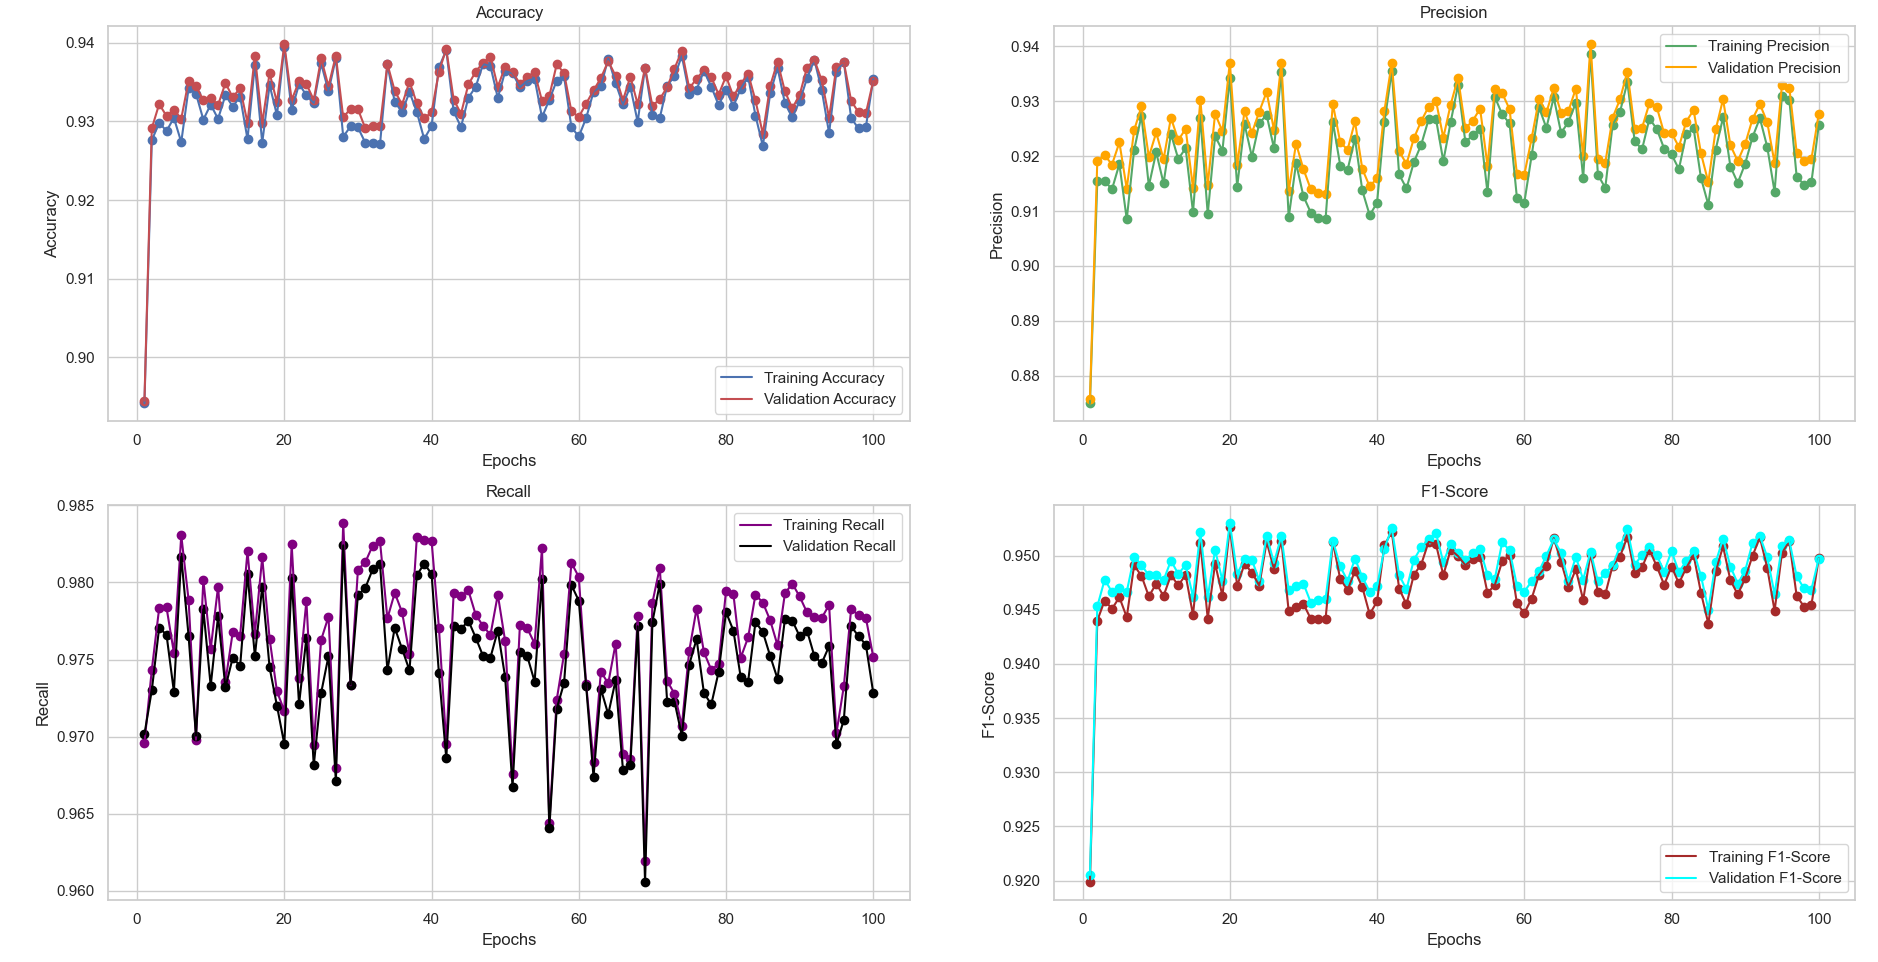 Accuracy
0.94
0.93
0.92
0.91
0.90
Accuracy
Training Accuracy
Validation Accuracy
0 20 40 60 80 100
Epochs
Precision
0.94
0.93
0.92
0.91
0.90
0.89
0.88
Precision
Training Precision
Validation Precision
0 20 40 60 80 100
Epochs
Recall
0.985
0.980
0.975
0.970
0.965
0.960
Recall
Training Recall
Validation Recall
0 20 40 60 80 100
Epochs
F1-Score
0.950
0.945
0.940
0.935
0.930
0.925
0.920
F1-Score
Training F1-Score
Validation F1-Score
0 20 40 60 80 100
Epochs